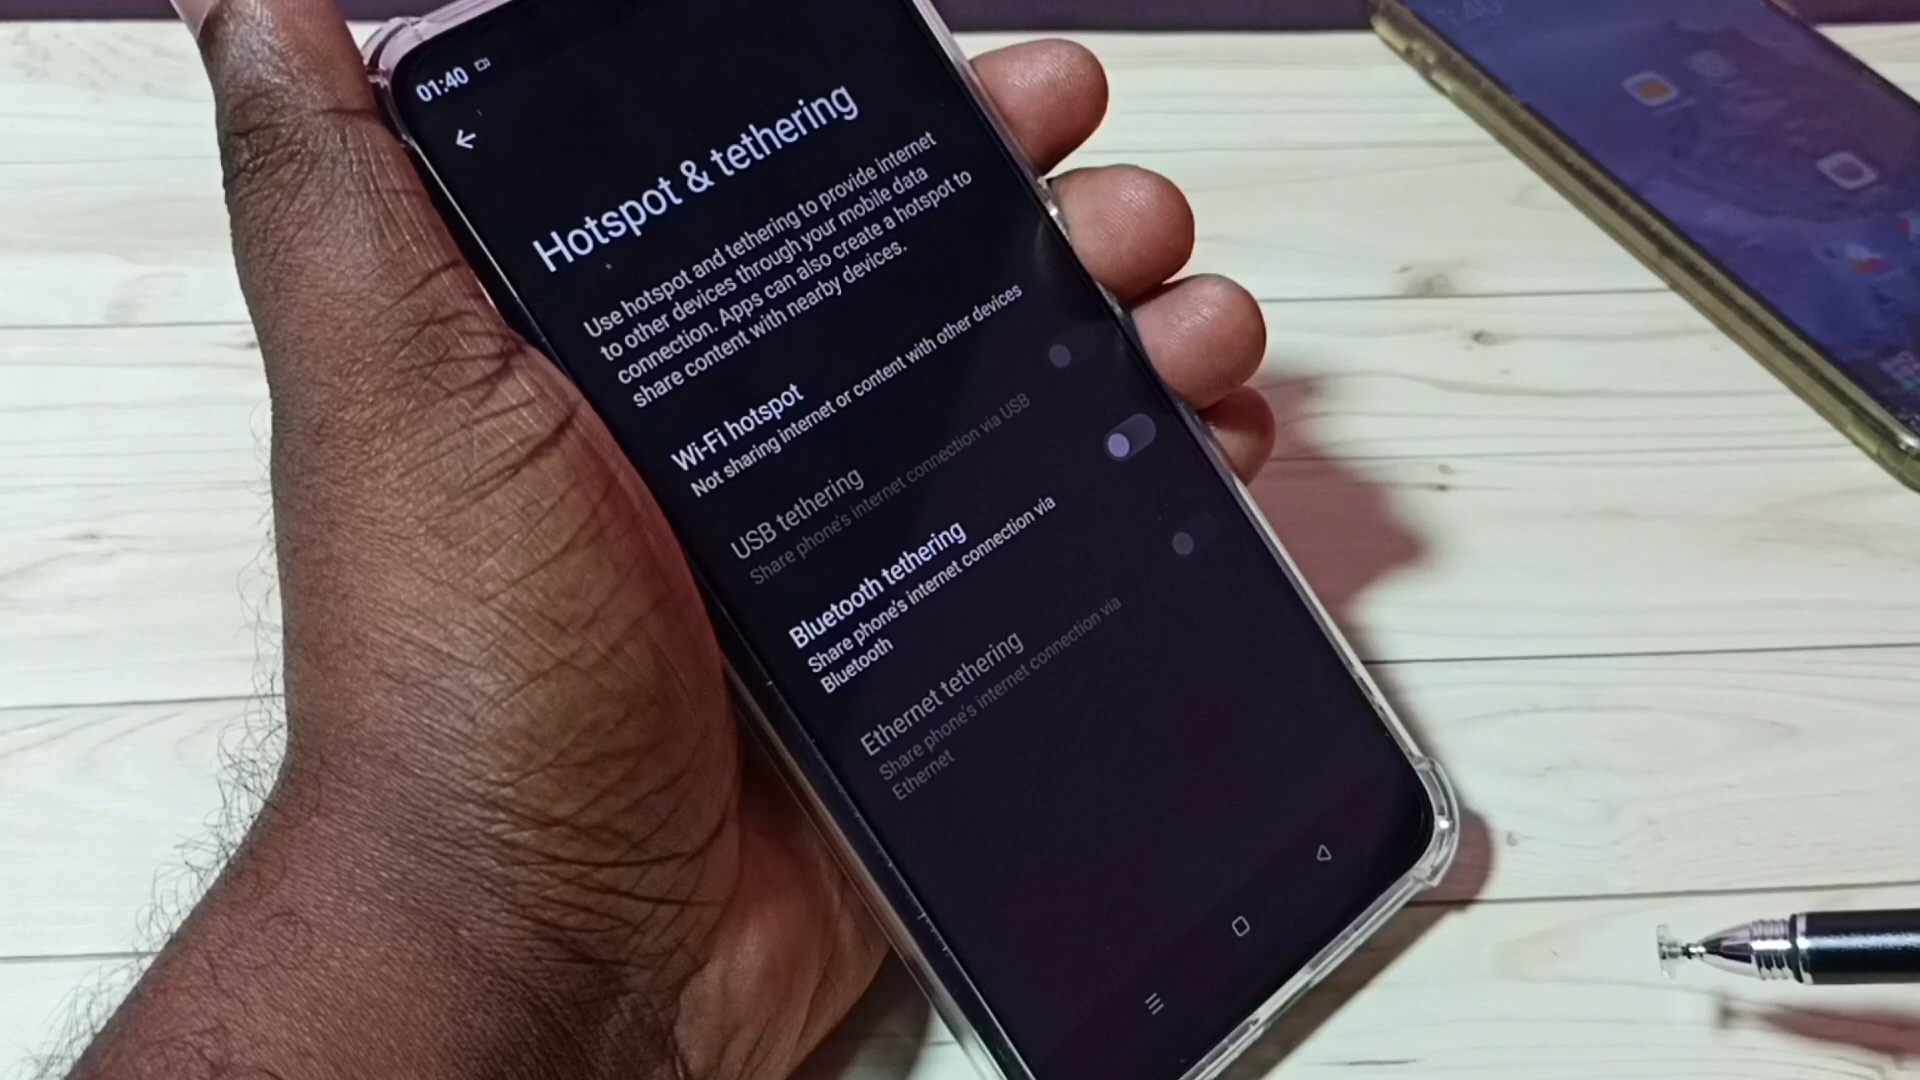 01:40
Hotspot & tethering
Use hotspot and tethering to provide internet
to other devices through your mobile data
connection. Apps can also create a hotspot to
share content with nearby devices.
Wi-Fi hotspot
Not sharing internet or content with other devices
USB tethering
Share phone's internet connection via USB
Bluetooth tethering
Share phone's internet connection via
Bluetooth
Ethernet tethering
Share phone's internet connection via
Ethernet
1:40